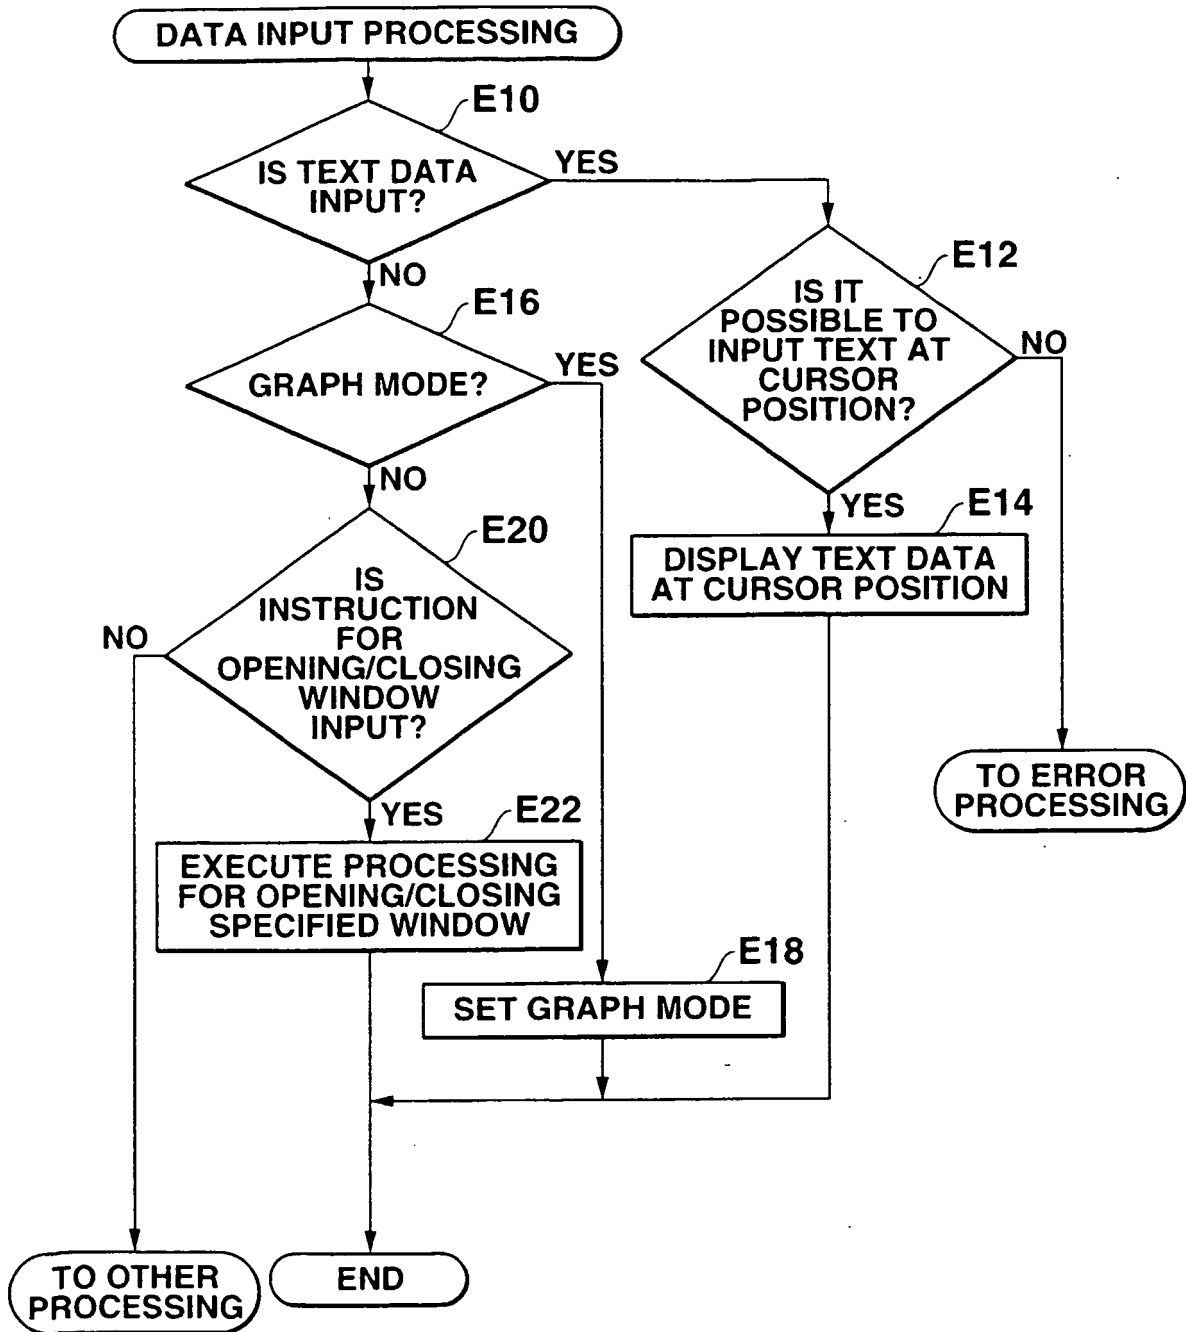 DATA INPUT PROCESSING
E10
IS TEXT DATA
INPUT?
YES
NO
E12
IS IT
POSSIBLE TO
INPUT TEXT AT
CURSOR
POSITION?
NO
YES
E16
GRAPH MODE?
YES
NO
E14
DISPLAY TEXT DATA
AT CURSOR POSITION
E20
IS
INSTRUCTION
FOR
OPENING/CLOSING
WINDOW
INPUT?
NO
YES
TO ERROR
PROCESSING
E22
EXECUTE PROCESSING
FOR OPENING/CLOSING
SPECIFIED WINDOW
E18
SET GRAPH MODE
TO OTHER
PROCESSING
END